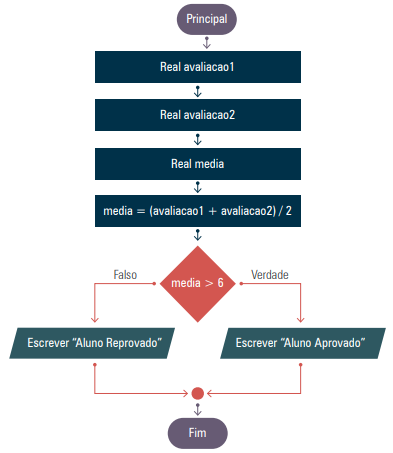 Principal
Real avaliacao1
Real avaliacao2
Real media
media = (avaliacao1 + avaliacao2) / 2
Falso
Verdade
media > 6
Escrever “Aluno Reprovado”
Escrever “Aluno Aprovado”
Fim